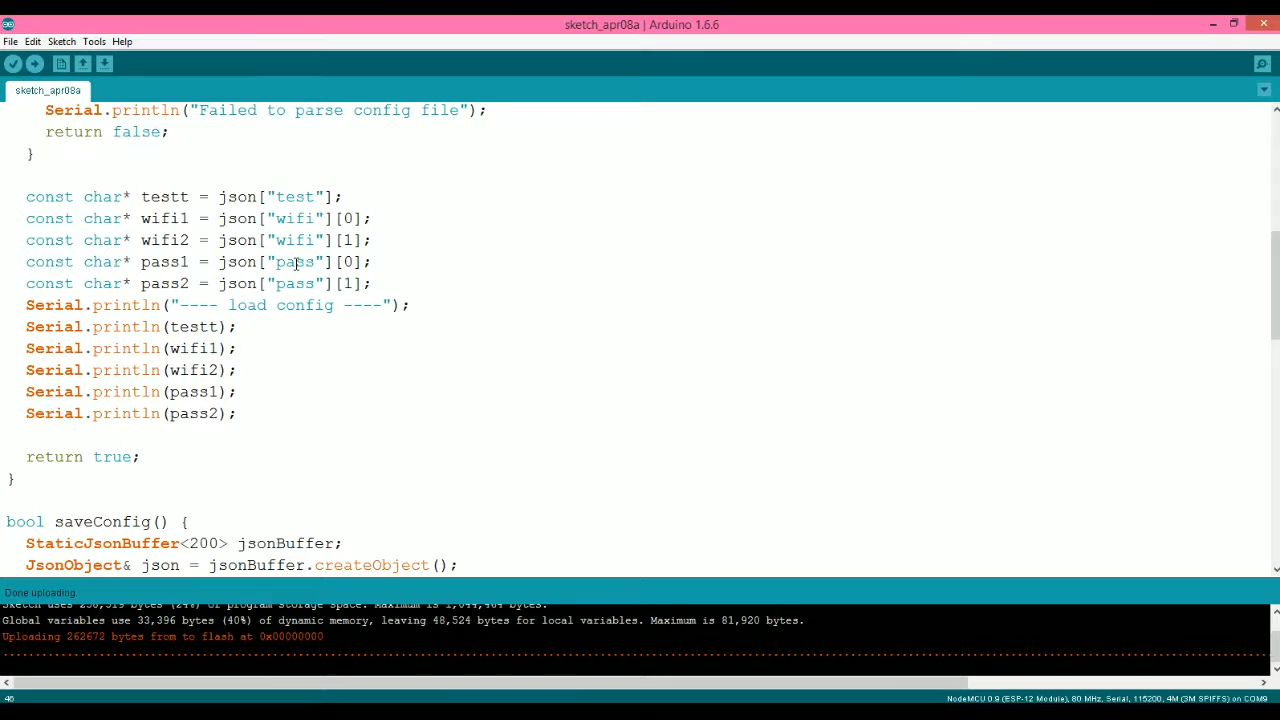 sketch_apr08a | Arduino 1.6.6
File Edit Sketch Tools Help
sketch_apr08a
Serial.println("Failed to parse config file");
return false;
}
const char* testt = json["test"];
const char* wifi1 = json["wifi"][0];
const char* wifi2 = json["wifi"][1];
const char* pass1 = json["pass"][0];
const char* pass2 = json["pass"][1];
Serial.println("---- load config ----");
Serial.println(testt);
Serial.println(wifi1);
Serial.println(wifi2);
Serial.println(pass1);
Serial.println(pass2);
return true;
}
bool saveConfig() {
StaticJsonBuffer<200> jsonBuffer;
JsonObject& json = jsonBuffer.createObject();
Done uploading.
Sketch uses 258,519 bytes (24%) of program storage space. Maximum is 1,044,464 bytes.
Global variables use 33,396 bytes (40%) of dynamic memory, leaving 48,524 bytes for local variables. Maximum is 81,920 bytes.
Uploading 262672 bytes from to flash at 0x00000000
46
NodeMCU 0.9 (ESP-12 Module), 80 MHz, Serial, 115200, 4M (3M SPIFFS) on COM9